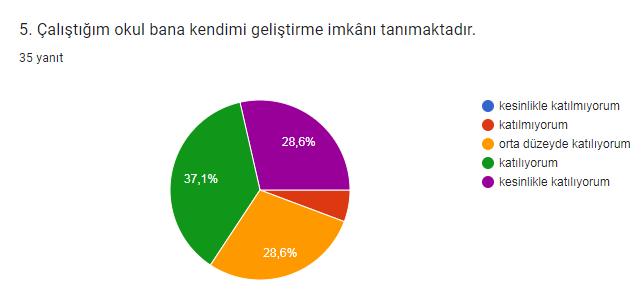 5. Çalıştığım okul bana kendimi geliştirme imkânı tanımaktadır.
35 yanıt
28,6%
37,1%
28,6%
kesinlikle katılmıyorum
katılmıyorum
orta düzeyde katılıyorum
katılıyorum
kesinlikle katılıyorum